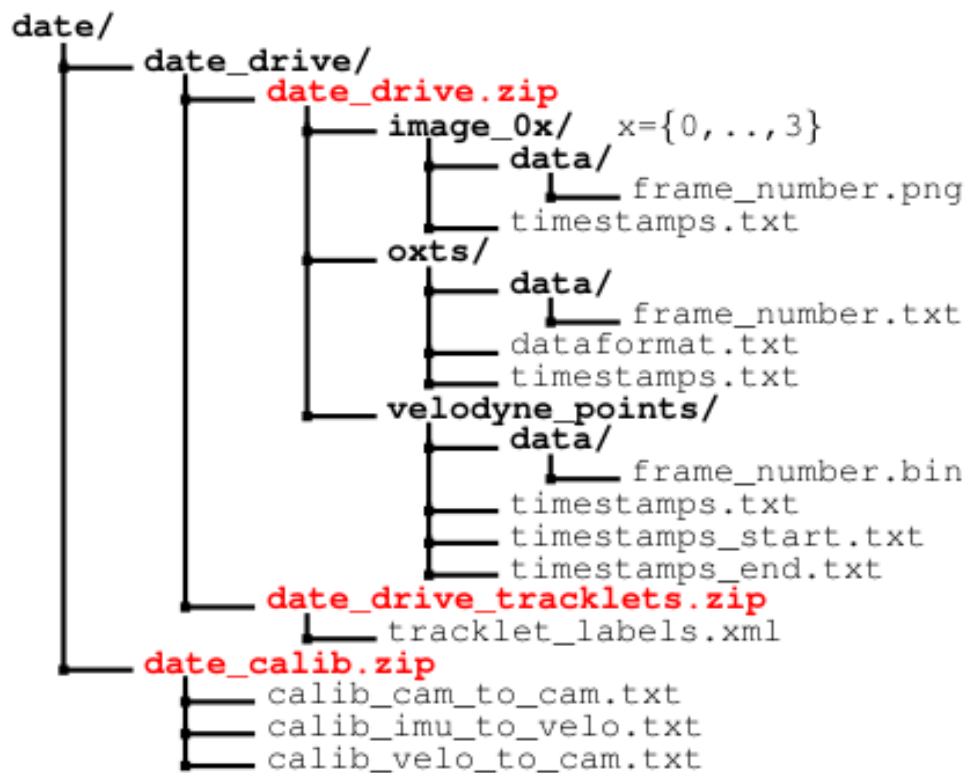 date/
date_drive/
date_drive.zip
image_0x/ x={0,..,3}
data/
frame_number.png
timestamps.txt
oxts/
data/
frame_number.txt
dataformat.txt
timestamps.txt
velodyne_points/
data/
frame_number.bin
timestamps.txt
timestamps_start.txt
timestamps_end.txt
date_drive_tracklets.zip
tracklet_labels.xml
date_calib.zip
calib_cam_to_cam.txt
calib_imu_to_velo.txt
calib_velo_to_cam.txt